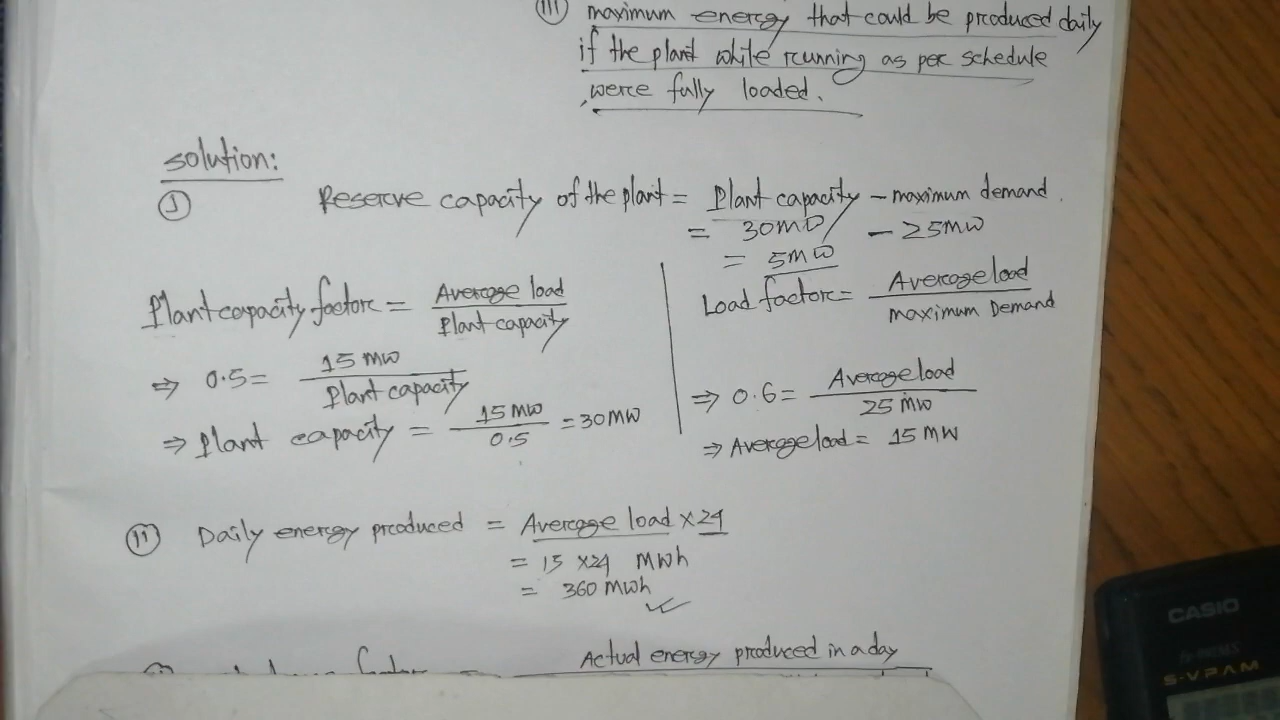 (iii) maximum energy that could be produced daily
if the plant while running as per schedule
were fully loaded.
solution:
(i) Reserve capacity of the plant = Plant capacity - maximum demand.
= 30MW - 25MW
= 5MW
Plant capacity factor = Average load / Plant capacity
⇒ 0.5 = 15 MW / Plant capacity
⇒ Plant capacity = 15 MW / 0.5 = 30 MW
Load factor = Average load / maximum Demand
⇒ 0.6 = Average load / 25 MW
⇒ Average load = 15 MW
(ii) Daily energy produced = Average load × 24
= 15 × 24 MWh
= 360 MWh
Actual energy produced in a day
CASIO
S-V.P.A.M.